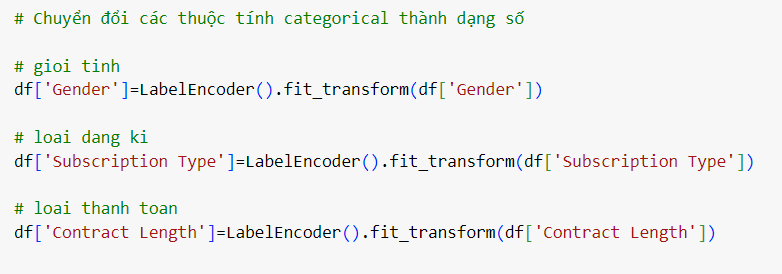 # Chuyển đổi các thuộc tính categorical thành dạng số
# gioi tinh
df['Gender']=LabelEncoder().fit_transform(df['Gender'])
# loai dang ki
df['Subscription Type']=LabelEncoder().fit_transform(df['Subscription Type'])
# loai thanh toan
df['Contract Length']=LabelEncoder().fit_transform(df['Contract Length'])